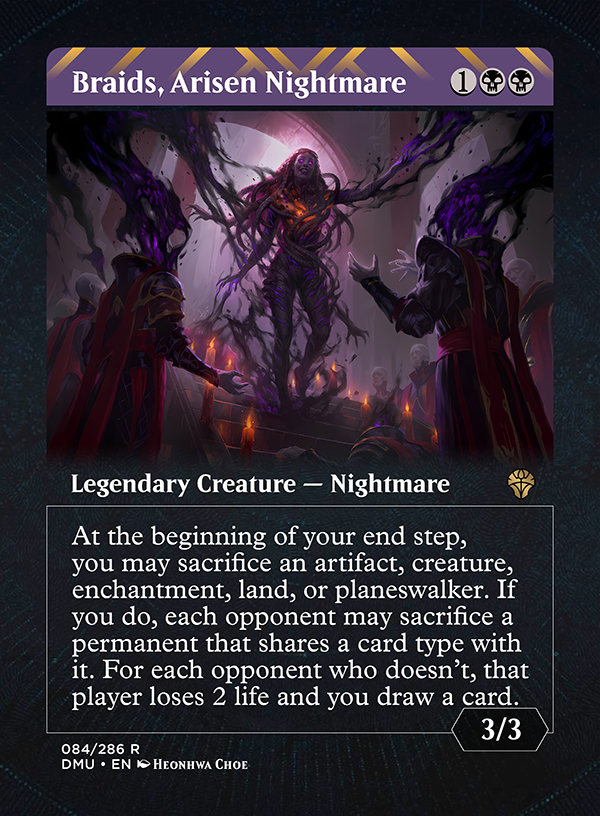 Braids, Arisen Nightmare 1
Legendary Creature — Nightmare
At the beginning of your end step,
you may sacrifice an artifact, creature,
enchantment, land, or planeswalker. If
you do, each opponent may sacrifice a
permanent that shares a card type with
it. For each opponent who doesn't, that
player loses 2 life and you draw a card.
3/3
084/286 R
DMU • EN Heonhwa Choe